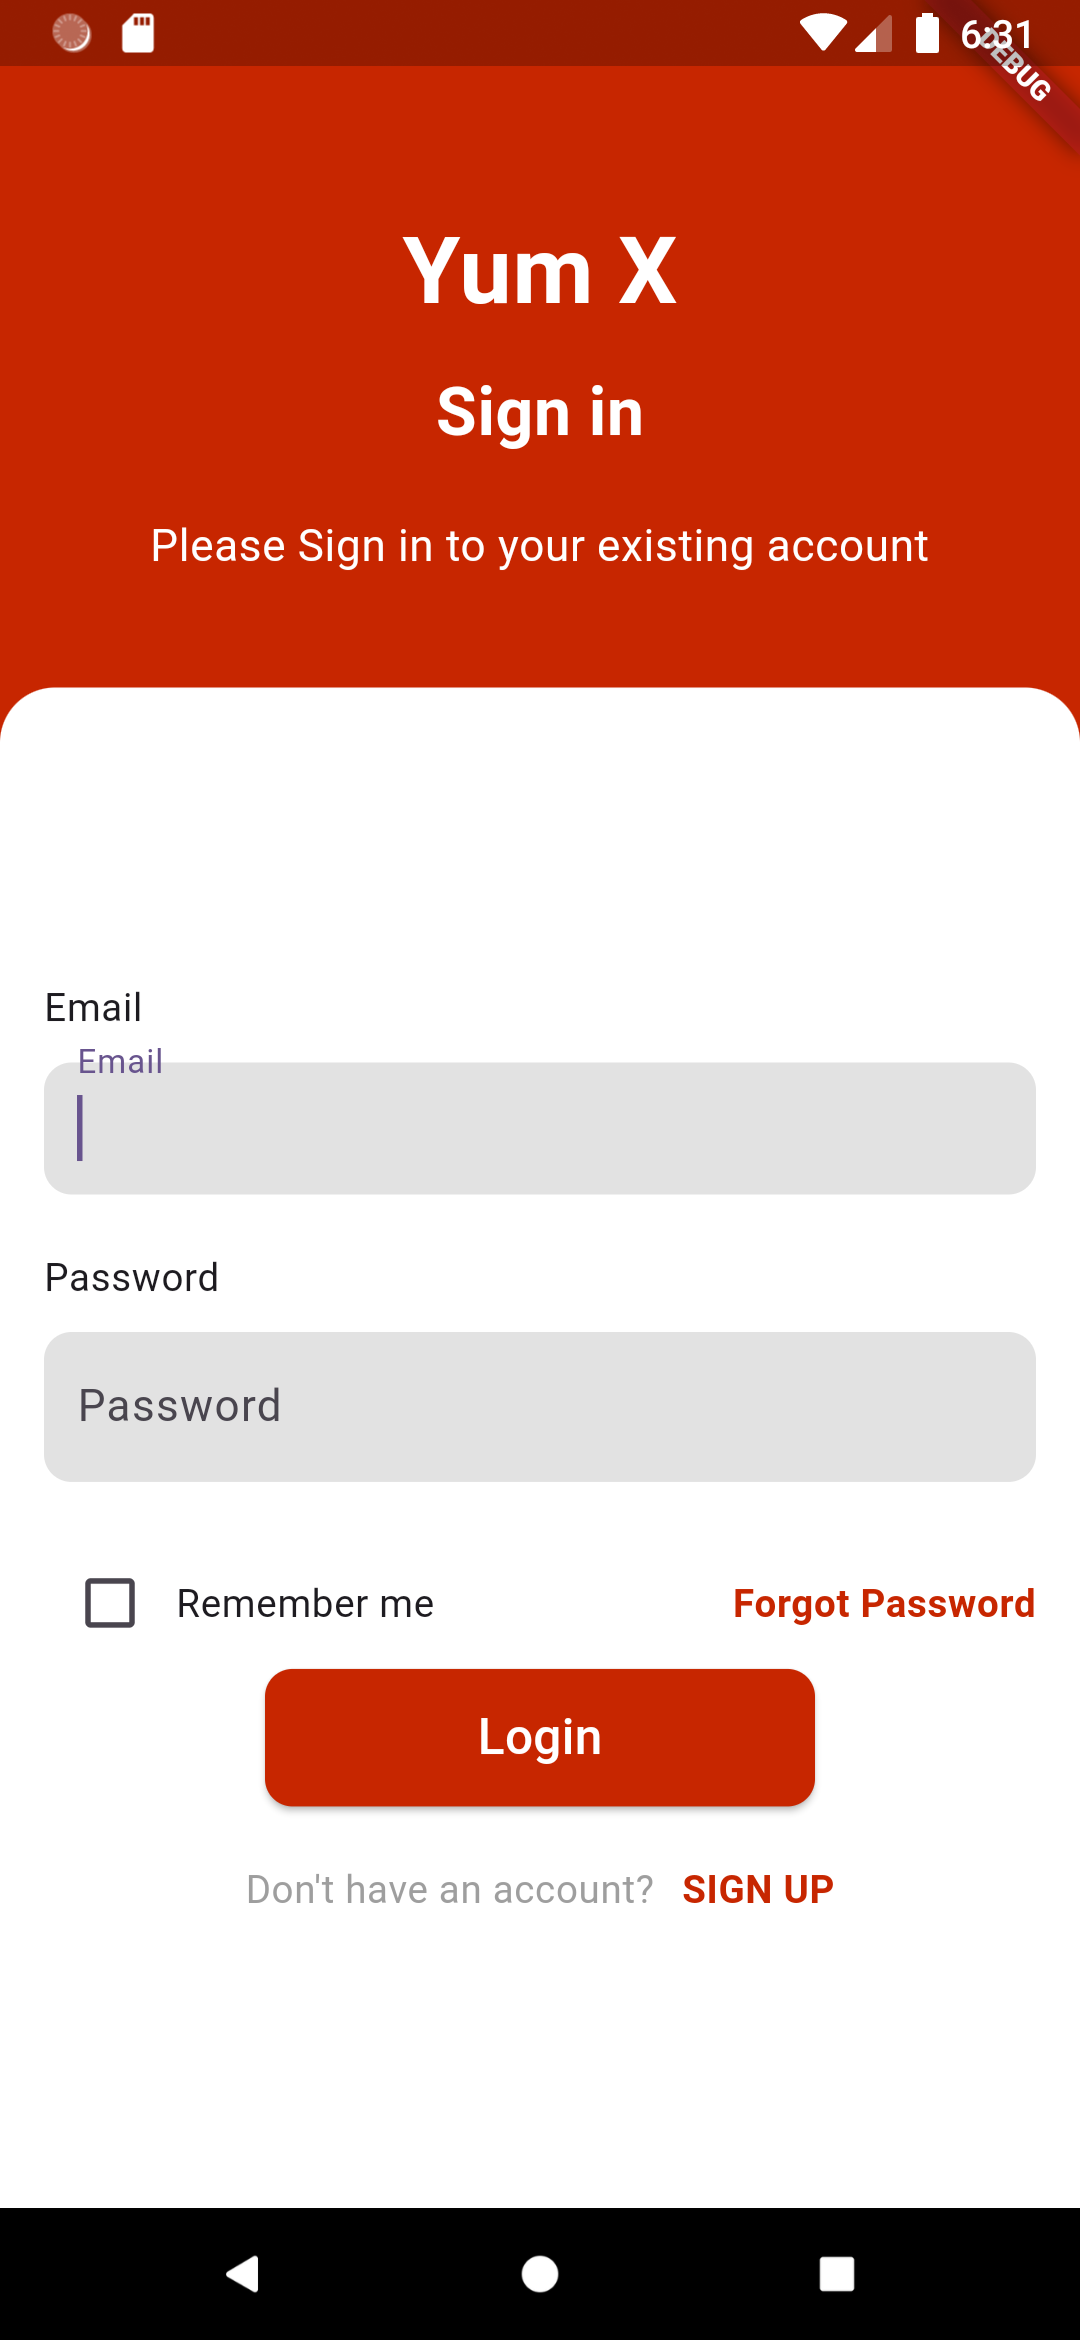 6:31
DEBUG
Yum X
Sign in
Please Sign in to your existing account
Email
Email
Password
Password
Remember me Forgot Password
Login
Don't have an account? SIGN UP